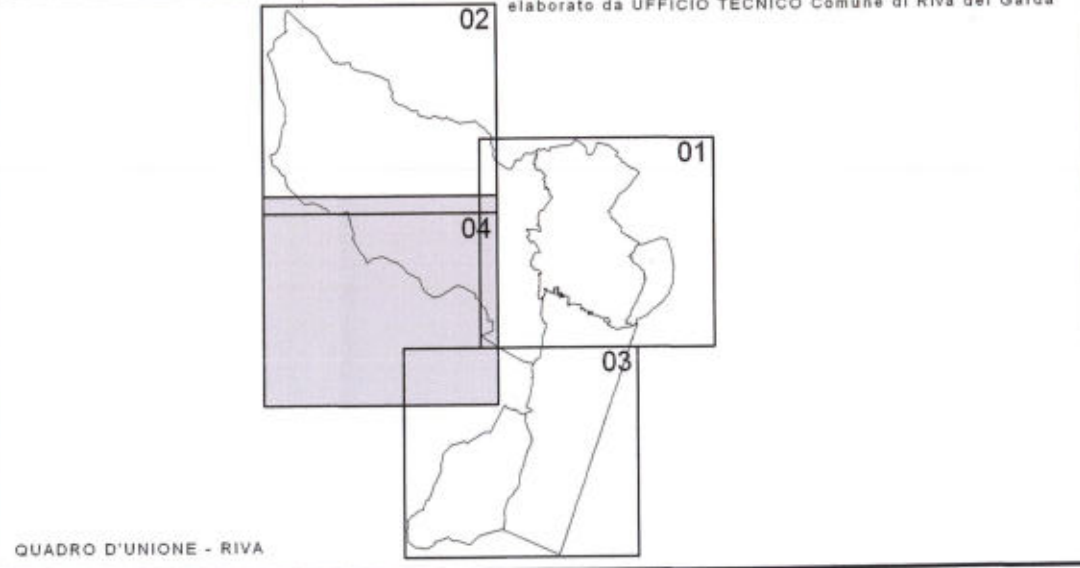 elaborato da UFFICIO TECNICO Comune di Riva del Garda
02
01
04
03
QUADRO D'UNIONE - RIVA